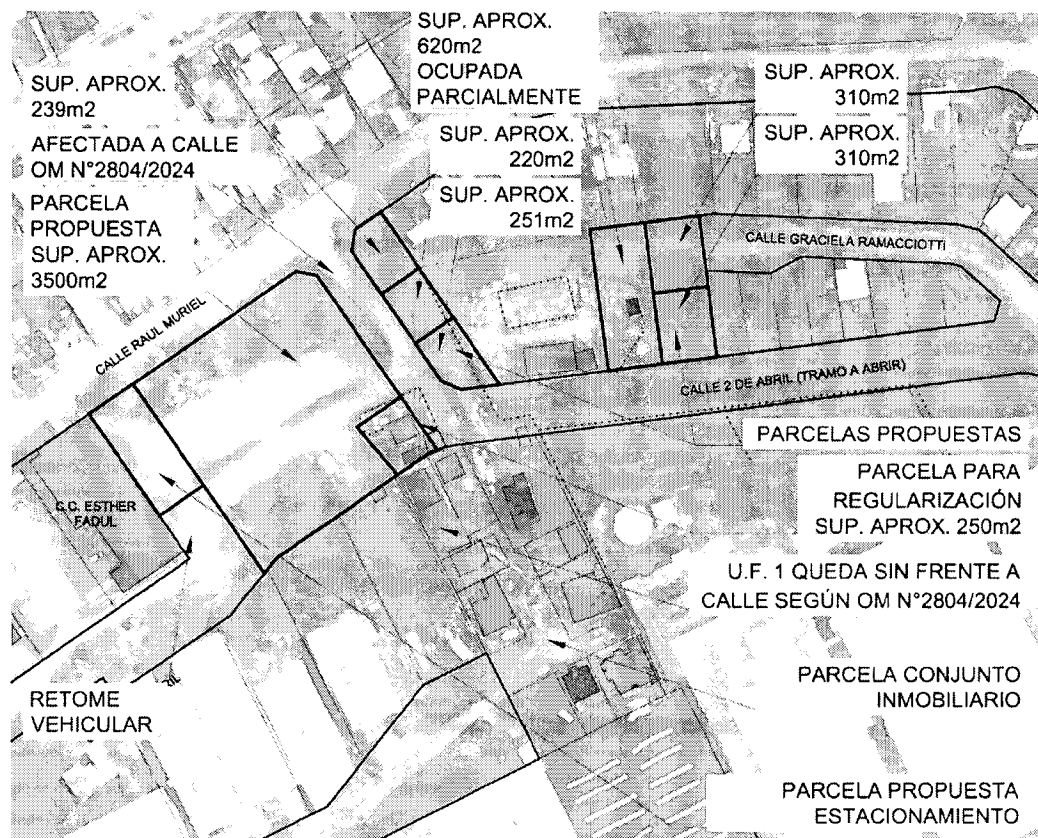 SUP. APROX.
239m2
AFECTADA A CALLE
OM N°2804/2024
PARCELA
PROPUESTA
SUP. APROX.
3500m2
SUP. APROX.
620m2
OCUPADA
PARCIALMENTE
SUP. APROX.
220m2
SUP. APROX.
251m2
SUP. APROX.
310m2
SUP. APROX.
310m2
CALLE GRACIELA RAMACCIOTTI
CALLE RAUL MURIEL
CALLE 2 DE ABRIL (TRAMO A ABRIR)
C.C. ESTHER
FADUL
PARCELAS PROPUESTAS
PARCELA PARA
REGULARIZACIÓN
SUP. APROX. 250m2
U.F. 1 QUEDA SIN FRENTE A
CALLE SEGÚN OM N°2804/2024
PARCELA CONJUNTO
INMOBILIARIO
RETOME
VEHICULAR
PARCELA PROPUESTA
ESTACIONAMIENTO